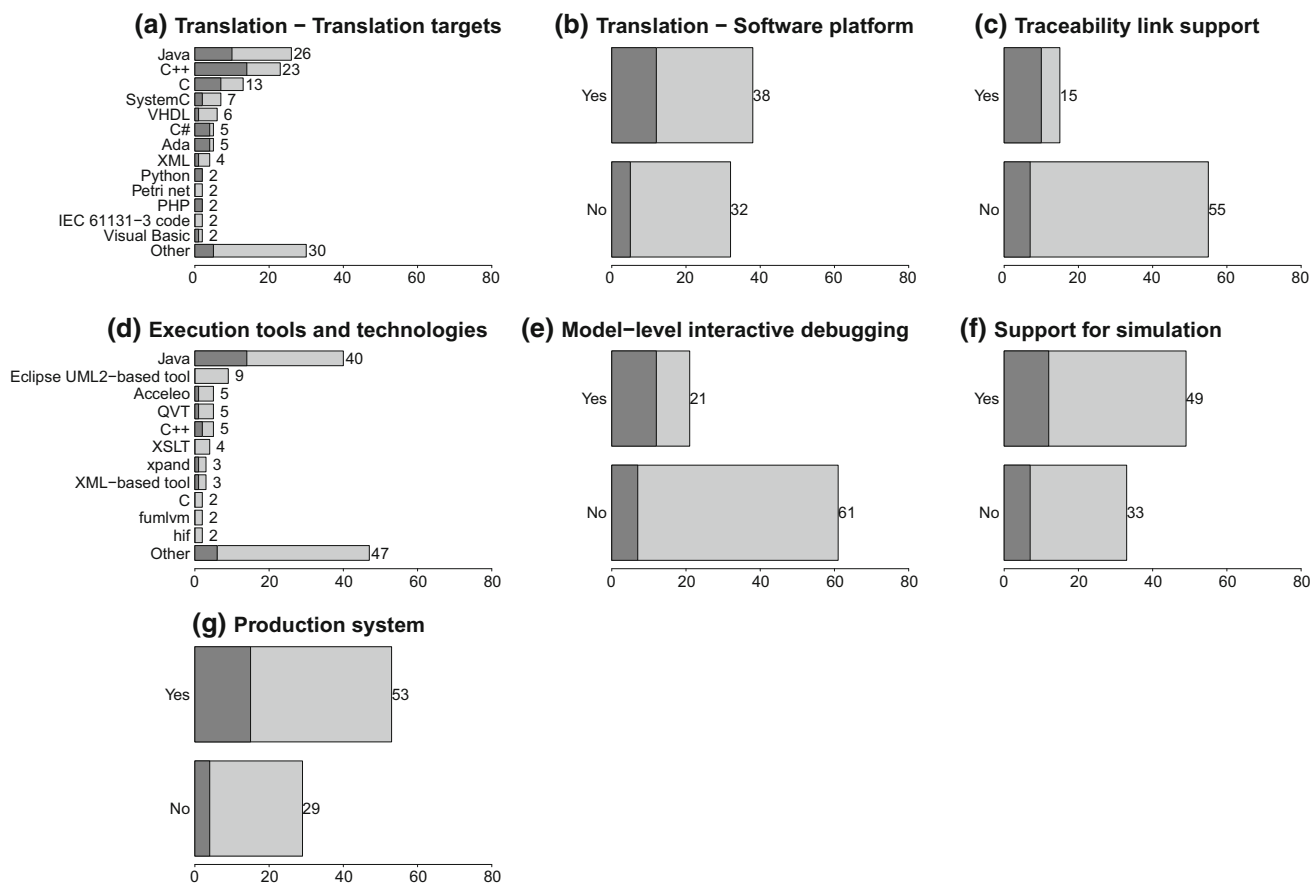 (a) Translation − Translation targets
Java 26
C++ 23
C 13
SystemC 7
VHDL 6
C# 5
Ada 5
XML 4
Python 2
Petri net 2
PHP 2
IEC 61131−3 code 2
Visual Basic 2
Other 30
0 20 40 60 80
(b) Translation − Software platform
Yes 38
No 32
0 20 40 60 80
(c) Traceability link support
Yes 15
No 55
0 20 40 60 80
(d) Execution tools and technologies
Java 40
Eclipse UML2−based tool 9
Acceleo 5
QVT 5
C++ 5
XSLT 4
xpand 3
XML−based tool 3
C 2
fumlvm 2
hif 2
Other 47
0 20 40 60 80
(e) Model−level interactive debugging
Yes 21
No 61
0 20 40 60 80
(f) Support for simulation
Yes 49
No 33
0 20 40 60 80
(g) Production system
Yes 53
No 29
0 20 40 60 80